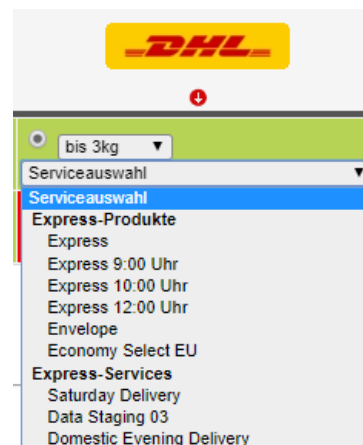 DHL
bis 3kg
Serviceauswahl
Serviceauswahl
Express-Produkte
Express
Express 9:00 Uhr
Express 10:00 Uhr
Express 12:00 Uhr
Envelope
Economy Select EU
Express-Services
Saturday Delivery
Data Staging 03
Domestic Evening Delivery